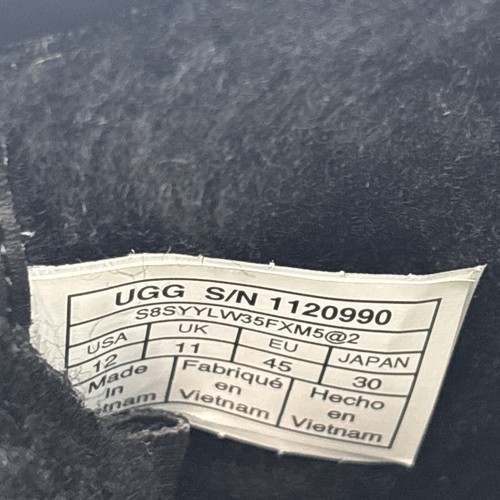 UGG S/N 1120990
S8SYYLW35FXM5@2
USA UK EU JAPAN
12 11 45 30
Made Fabriqué Hecho
In en en
Vietnam Vietnam Vietnam